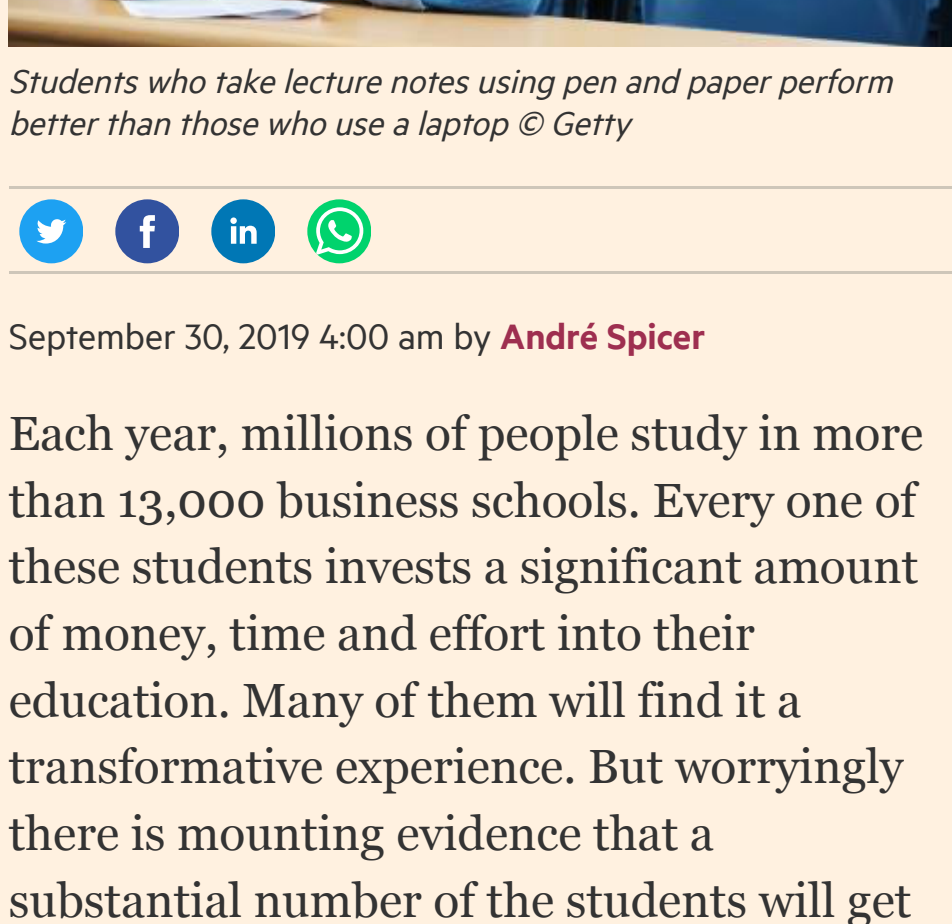 Students who take lecture notes using pen and paper perform
better than those who use a laptop © Getty
f
in
September 30, 2019 4:00 am by André Spicer
Each year, millions of people study in more
than 13,000 business schools. Every one of
these students invests a significant amount
of money, time and effort into their
education. Many of them will find it a
transformative experience. But worryingly
there is mounting evidence that a
substantial number of the students will get